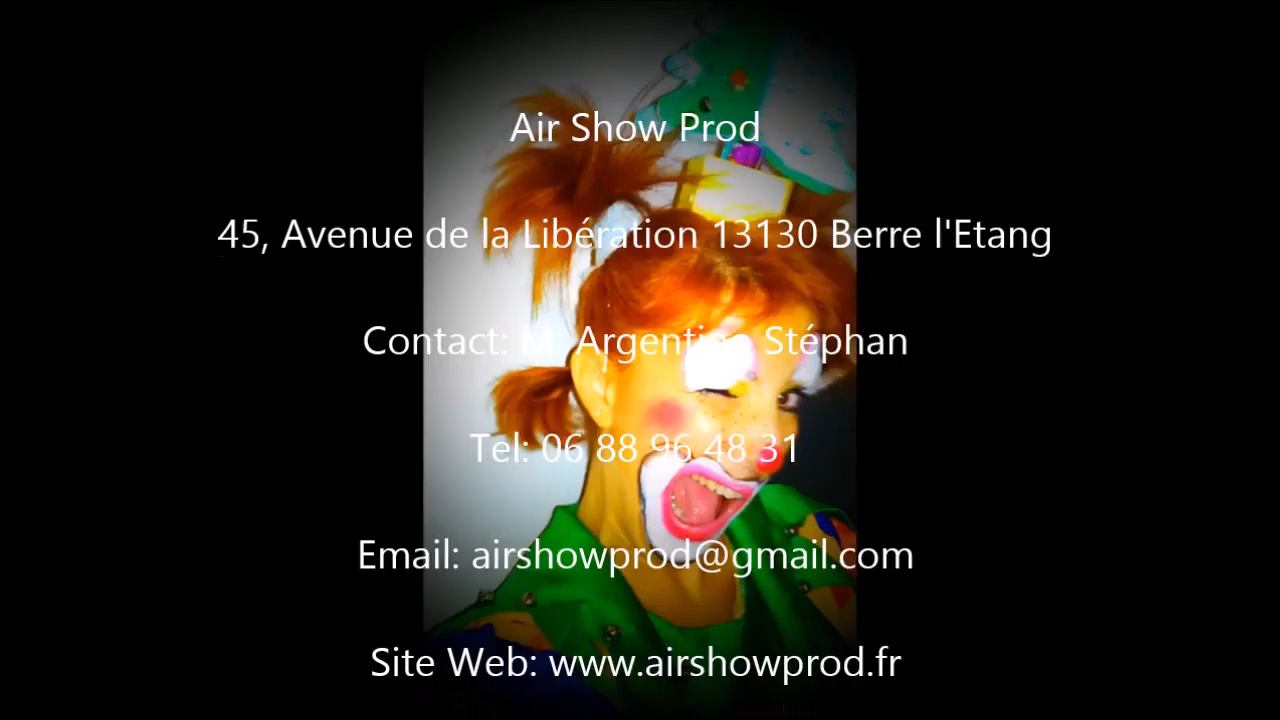 Air Show Prod
45, Avenue de la Libération 13130 Berre l'Etang
Contact: M. Argentino Stéphan
Tel: 06 88 96 48 31
Email: airshowprod@gmail.com
Site Web: www.airshowprod.fr